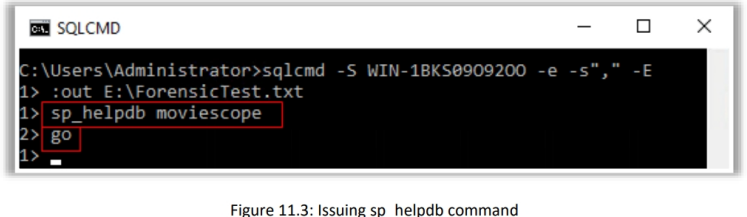 SQLCMD
C:\Users\Administrator>sqlcmd -S WIN-1BKS09O92OO -e -s"," -E
1> :out E:\ForensicTest.txt
1> sp_helpdb moviescope
2> go
1>
Figure 11.3: Issuing sp_helpdb command